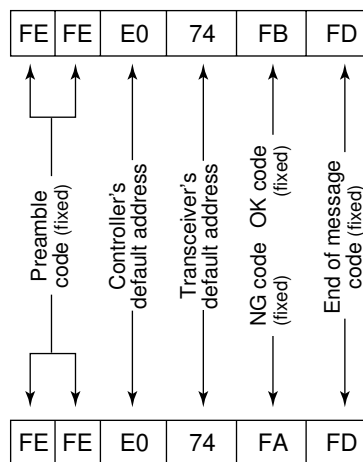 FE FE E0 74 FB FD
Preamble
code (fixed)
Controller's
default address
Transceiver's
default address
OK code
(fixed)
NG code
(fixed)
End of message
code (fixed)
FE FE E0 74 FA FD